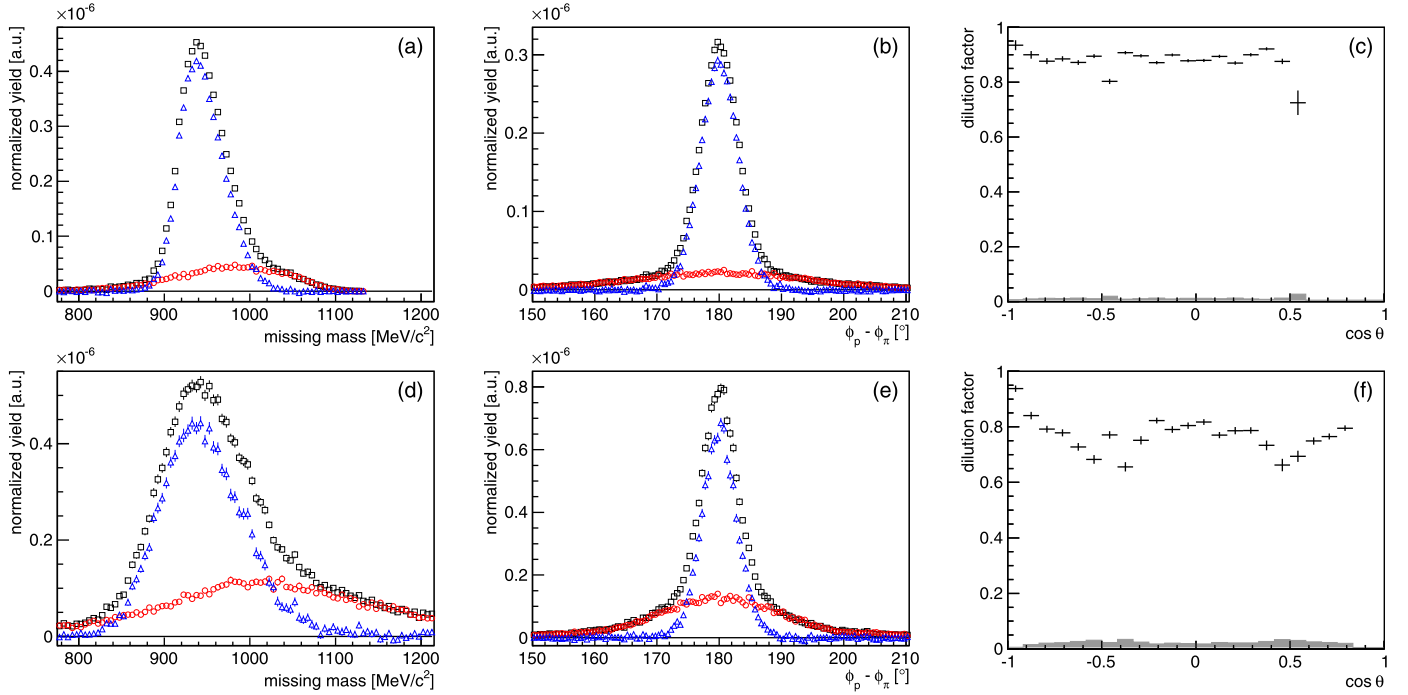 ×10⁻⁶
(a)
normalized yield [a.u.]
0.4
0.3
0.2
0.1
0
800 900 1000 1100 1200
missing mass [MeV/c²]
×10⁻⁶
(b)
normalized yield [a.u.]
0.3
0.2
0.1
0
150 160 170 180 190 200 210
ϕp - ϕπ [°]
(c)
dilution factor
1
0.8
0.6
0.4
0.2
0
-1 -0.5 0 0.5 1
cos θ
×10⁻⁶
(d)
normalized yield [a.u.]
0.4
0.2
0
800 900 1000 1100 1200
missing mass [MeV/c²]
×10⁻⁶
(e)
normalized yield [a.u.]
0.8
0.6
0.4
0.2
0
150 160 170 180 190 200 210
ϕp - ϕπ [°]
(f)
dilution factor
1
0.8
0.6
0.4
0.2
0
-1 -0.5 0 0.5 1
cos θ